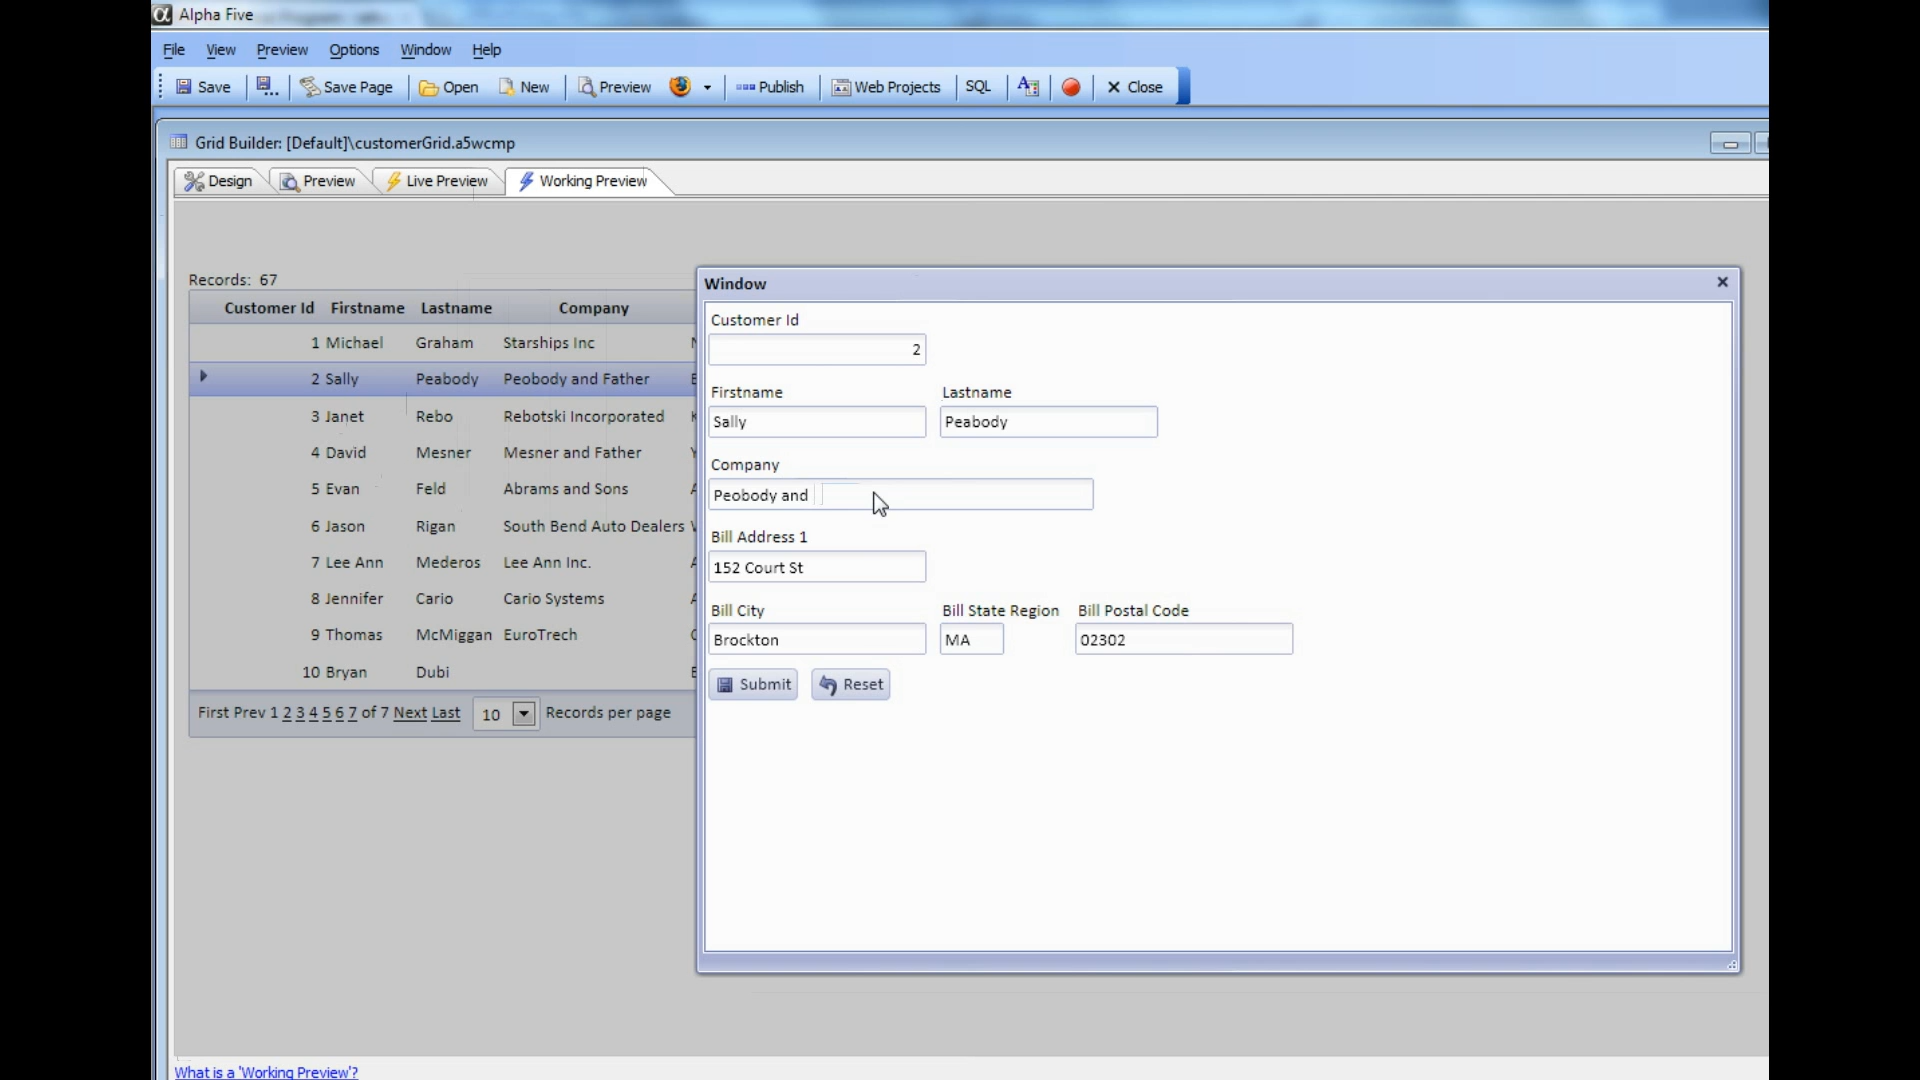 Alpha Five
File View Preview Options Window Help
Save Save Page Open New Preview Publish Web Projects SQL Close
Grid Builder: [Default]\customerGrid.a5wcmp
Design Preview Live Preview Working Preview
Records: 67
Customer Id Firstname Lastname Company
1 Michael Graham Starships Inc
2 Sally Peabody Peobody and Father
3 Janet Rebo Rebotski Incorporated
4 David Mesner Mesner and Father
5 Evan Feld Abrams and Sons
6 Jason Rigan South Bend Auto Dealers
7 Lee Ann Mederos Lee Ann Inc.
8 Jennifer Cario Cario Systems
9 Thomas McMiggan EuroTrech
10 Bryan Dubi
First Prev 1 2 3 4 5 6 7 of 7 Next Last 10 Records per page
Window
Customer Id
2
Firstname Lastname
Sally Peabody
Company
Peobody and
Bill Address 1
152 Court St
Bill City Bill State Region Bill Postal Code
Brockton MA 02302
Submit Reset
What is a 'Working Preview'?